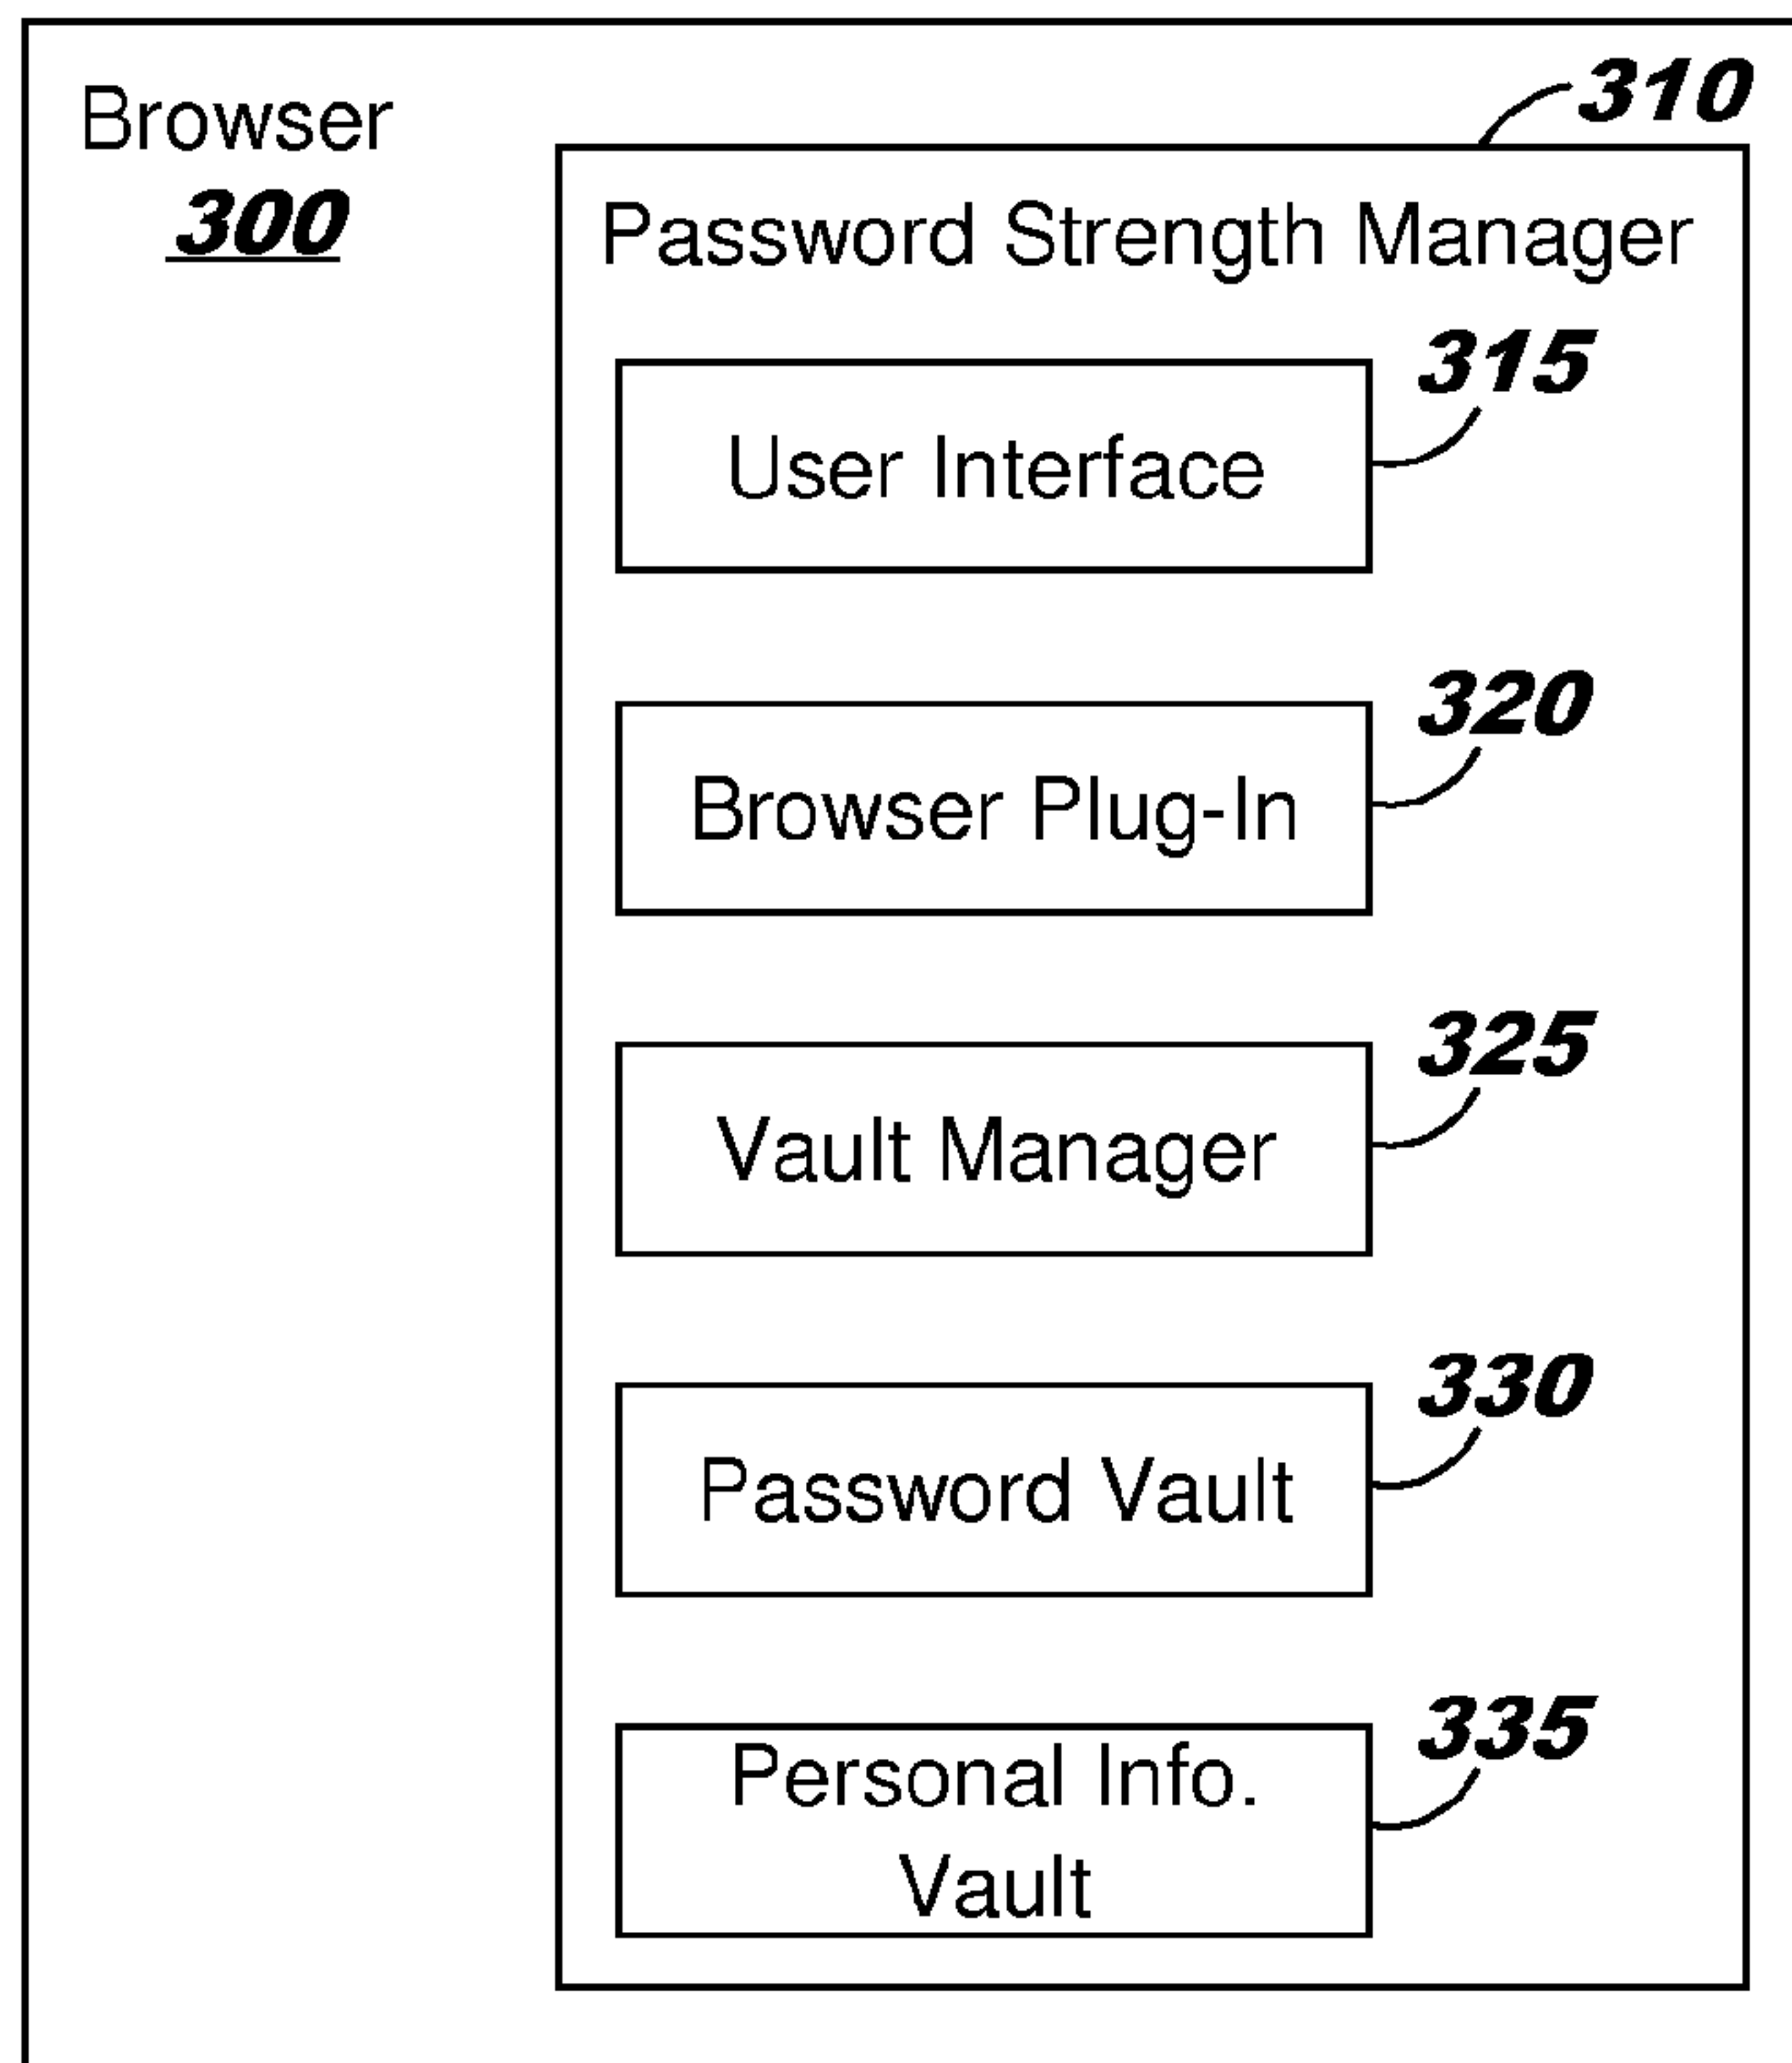 Browser
300
310
Password Strength Manager
315
User Interface
320
Browser Plug-In
325
Vault Manager
330
Password Vault
335
Personal Info.
Vault